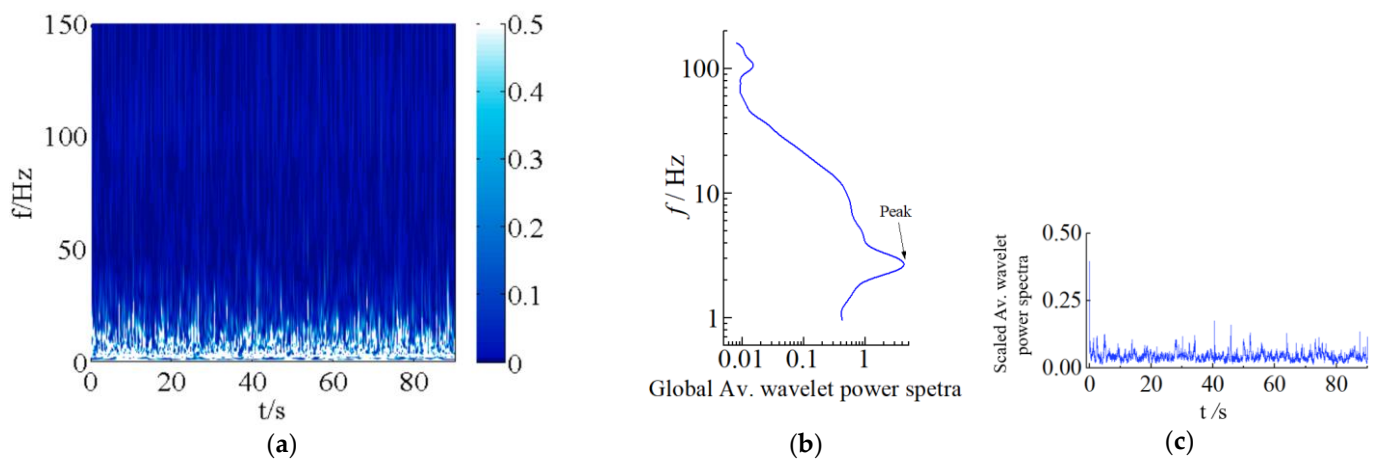 150
100
50
0
f/Hz
0 20 40 60 80
t/s
0.5
0.4
0.3
0.2
0.1
0
(a)
100
10
1
f / Hz
Peak
0.01 0.1 1
Global Av. wavelet power spetra
(b)
Scaled Av. wavelet
power spectra
0.50
0.25
0.00
0 20 40 60 80
t /s
(c)